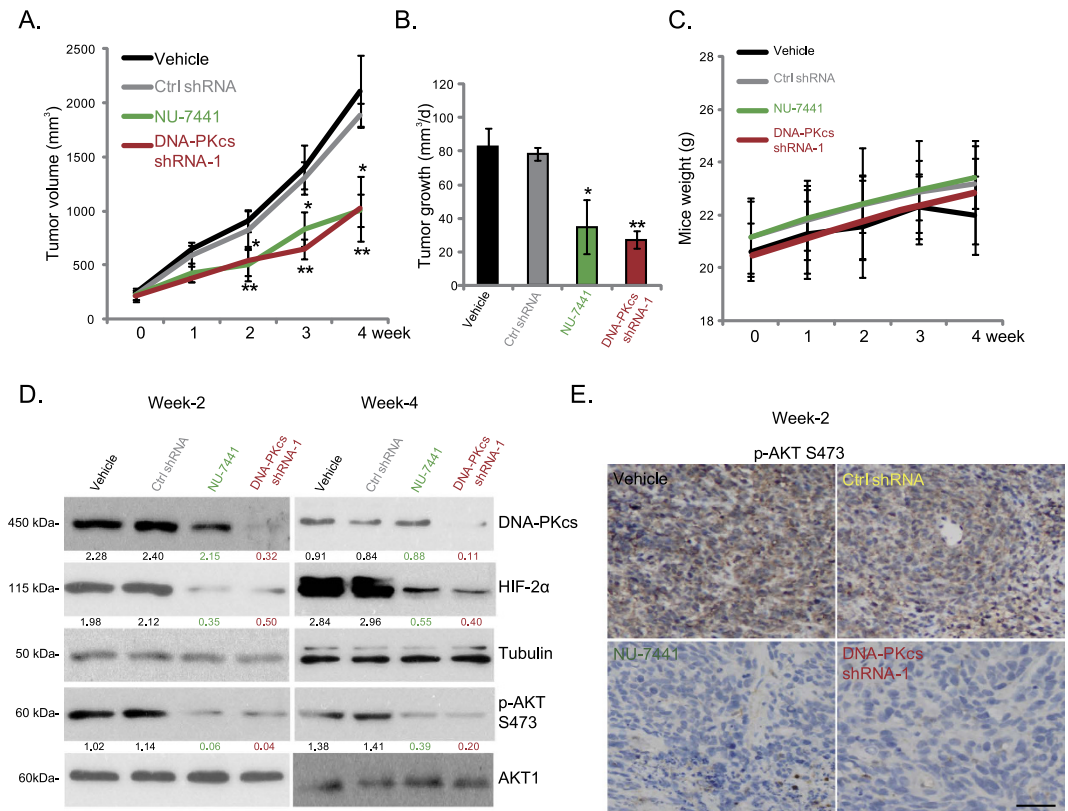 A.
Tumor volume (mm³)
2500
2000
1500
1000
500
0
Vehicle
Ctrl shRNA
NU-7441
DNA-PKcs
shRNA-1
*
*
*
**
**
**
0 1 2 3 4 week
B.
Tumor growth (mm³/d)
120
100
80
60
40
20
0
*
**
Vehicle
Ctrl shRNA
NU-7441
DNA-PKcs
shRNA-1
C.
Mice weight (g)
28
26
24
22
20
18
Vehicle
Ctrl shRNA
NU-7441
DNA-PKcs
shRNA-1
0 1 2 3 4 week
D.
Week-2 Week-4
Vehicle
Ctrl shRNA
NU-7441
DNA-PKcs
shRNA-1
Vehicle
Ctrl shRNA
NU-7441
DNA-PKcs
shRNA-1
450 kDa- DNA-PKcs
2.28 2.40 2.15 0.32 0.91 0.84 0.88 0.11
115 kDa- HIF-2α
1.98 2.12 0.35 0.50 2.84 2.96 0.55 0.40
50 kDa- Tubulin
60 kDa- p-AKT
S473
1.02 1.14 0.06 0.04 1.38 1.41 0.39 0.20
60kDa- AKT1
E.
Week-2
p-AKT S473
Vehicle Ctrl shRNA
NU-7441 DNA-PKcs
shRNA-1